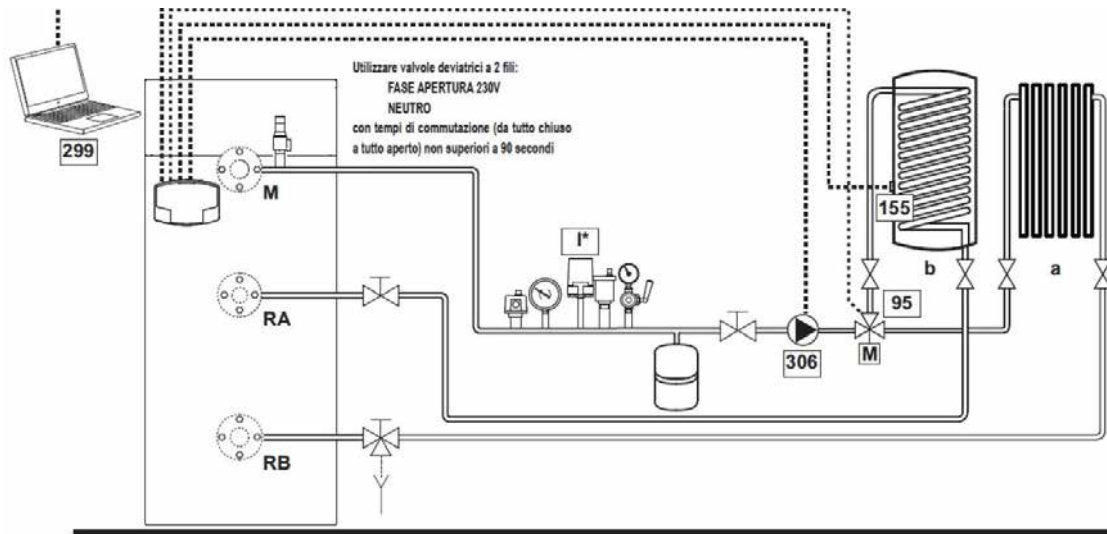 Utilizzare valvole deviatrici a 2 fili:
FASE APERTURA 230V
NEUTRO
con tempi di commutazione (da tutto chiuso
a tutto aperto) non superiori a 90 secondi
299
M
155
I*
b
a
RA
95
306
M
RB